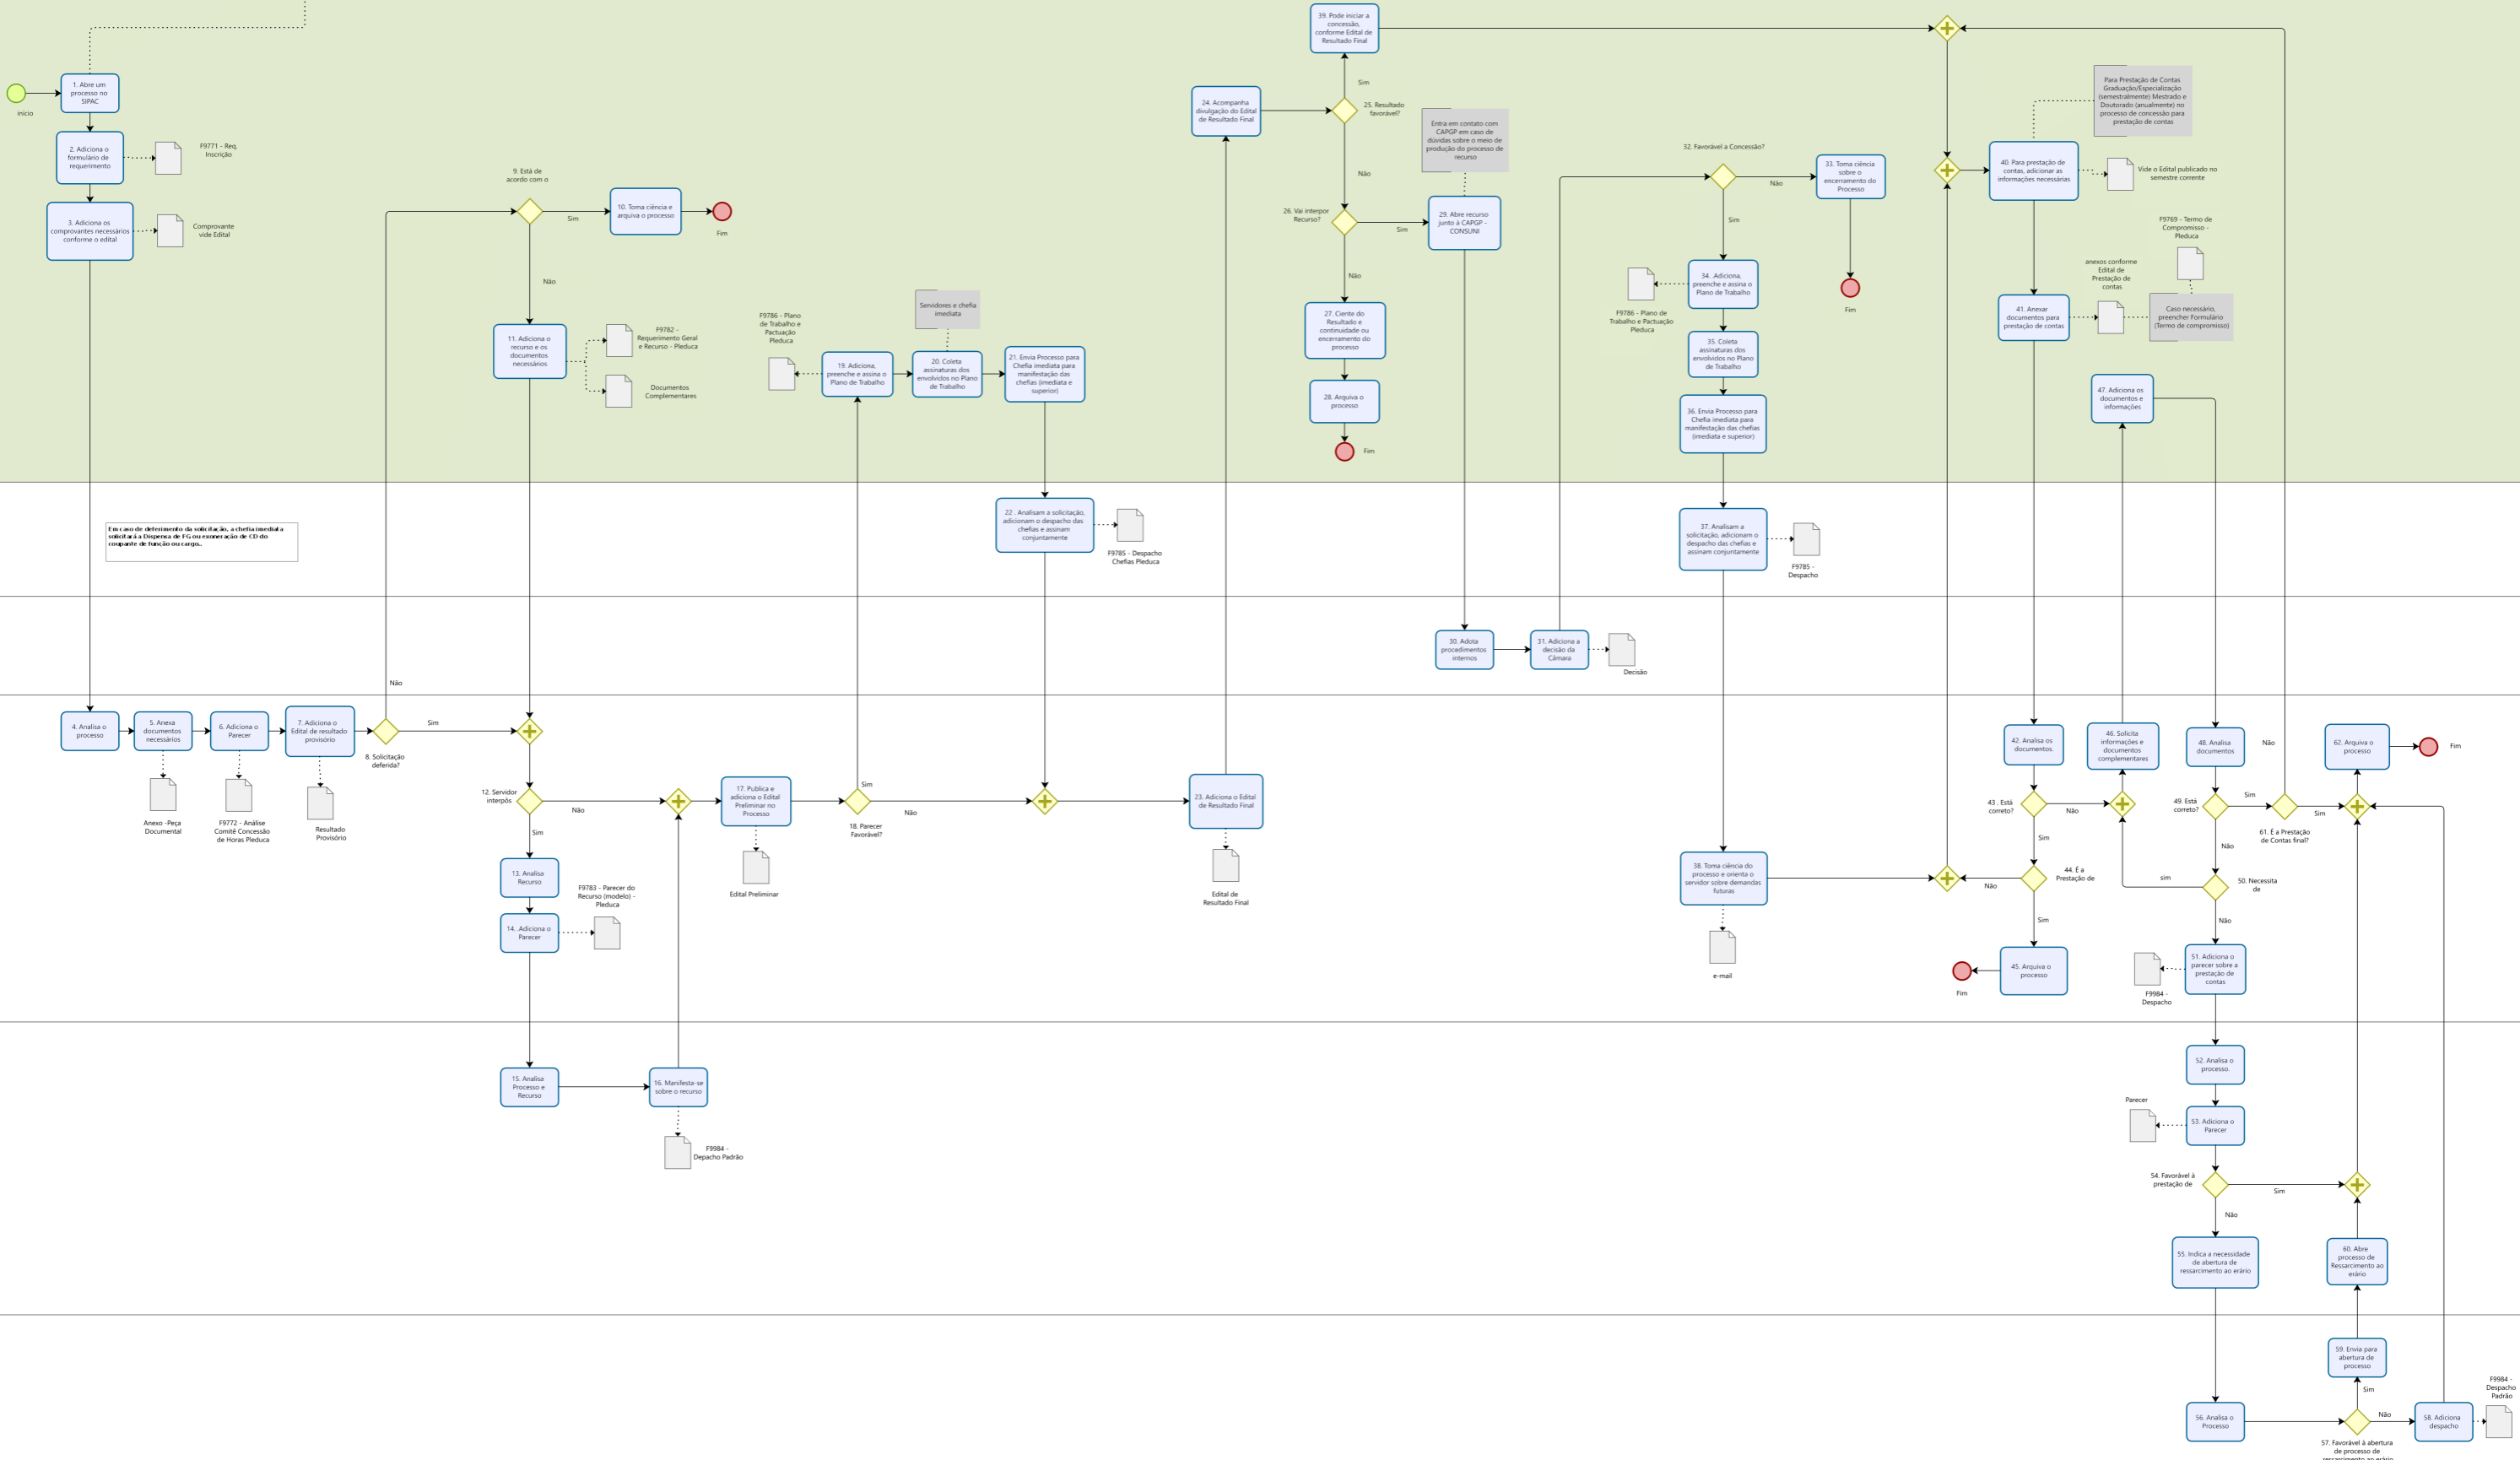 início
1. Abre um
processo no
SIPAC
2. Adiciona o
formulário de
requerimento
F9771 - Req.
Inscrição
3. Adiciona os
comprovantes necessários
conforme o edital
Comprovante
vide Edital
9. Está de
acordo com o
Sim
10. Toma ciência e
arquiva o processo
Fim
Não
11. Adiciona o
recurso e os
documentos
necessários
F9782 -
Requerimento Geral
e Recurso - Pleduca
Documentos
Complementares
F9786 - Plano
de Trabalho e
Pactuação
Pleduca
19. Adiciona,
preenche e assina o
Plano de Trabalho
Servidores e chefia
imediata
20. Coleta
assinaturas dos
envolvidos no Plano
de Trabalho
21. Envia Processo para
Chefia imediata para
manifestação das
chefias (imediata e
superior)
24. Acompanha
divulgação do Edital
de Resultado Final
39. Pode iniciar a
concessão,
conforme Edital de
Resultado Final
Sim
25. Resultado
favorável?
Não
26. Vai interpor
Recurso?
Sim
Não
Entra em contato com
CAPGP em caso de
dúvidas sobre o meio de
produção do processo de
recurso
29. Abre recurso
junto à CAPGP -
CONSUNI
27. Ciente do
Resultado e
continuidade ou
encerramento do
processo
28. Arquiva o
processo
Fim
32. Favorável a Concessão?
Não
33. Toma ciência
sobre o
encerramento do
Processo
Fim
Sim
34. .Adiciona,
preenche e assina o
Plano de Trabalho
F9786 - Plano de
Trabalho e Pactuação
Pleduca
35. Coleta
assinaturas dos
envolvidos no Plano
de Trabalho
36. Envia Processo para
Chefia imediata para
manifestação das chefias
(imediata e superior)
Para Prestação de Contas
Graduação/Especialização
(semestralmente) Mestrado e
Doutorado (anualmente) no
processo de concessão para
prestação de contas
40. Para prestação de
contas, adicionar as
informações necessárias
Vide o Edital publicado no
semestre corrente
F9769 - Termo de
Compromisso -
Pleduca
anexos conforme
Edital de
Prestação de
contas
41. Anexar
documentos para
prestação de contas
Caso necessário,
preencher Formulário
(Termo de compromisso)
47. Adiciona os
documentos e
informações
Em caso de deferimento da solicitação, a chefia imediata
solicitará a Dispensa de FG ou exoneração de CD do
coupante de função ou cargo..
22 . Analisam a solicitação,
adicionam o despacho das
chefias e assinam
conjuntamente
F9785 - Despacho
Chefias Pleduca
37. Analisam a
solicitação, adicionam o
despacho das chefias e
assinam conjuntamente
F9785 -
Despacho
30. Adota
procedimentos
internos
31. Adiciona a
decisão da
Câmara
Decisão
4. Analisa o
processo
5. Anexa
documentos
necessários
Anexo -Peça
Documental
6. Adiciona o
Parecer
F9772 - Análise
Comitê Concessão
de Horas Pleduca
7. Adiciona o
Edital de resultado
provisório
Resultado
Provisório
Não
8. Solicitação
deferida?
Sim
12. Servidor
interpôs
Não
Sim
13. Analisa
Recurso
14. .Adiciona o
Parecer
F9783 - Parecer do
Recurso (modelo) -
Pleduca
17. Publica e
adiciona o Edital
Preliminar no
Processo
Edital Preliminar
Sim
18. Parecer
Favorável?
Não
23. Adiciona o Edital
de Resultado Final
Edital de
Resultado Final
38. Toma ciência do
processo e orienta o
servidor sobre demandas
futuras
e-mail
42. Analisa os
documentos.
43 . Está
correto?
Não
Sim
44. É a
Prestação de
Não
Sim
45. Arquiva o
processo
Fim
46. Solicita
informações e
documentos
complementares
48. Analisa
documentos
49. Está
correto?
Sim
Não
61. É a Prestação
de Contas final?
Não
Sim
50. Necessita
de
sim
Não
51. Adiciona o
parecer sobre a
prestação de
contas
F9984 -
Despacho
62. Arquiva o
processo
Fim
15. Analisa
Processo e
Recurso
16. Manifesta-se
sobre o recurso
F9984 -
Depacho Padrão
52. Analisa o
processo.
Parecer
53. Adiciona o
Parecer
54. Favorável à
prestação de
Sim
Não
55. Indica a necessidade
de abertura de
ressarcimento ao erário
60. Abre
processo de
Ressarcimento ao
erário
59. Envia para
abertura de
processo
Sim
56. Analisa o
Processo
Não
57. Favorável à abertura
de processo de
ressarcimento ao erário
58. Adiciona
despacho
F9984 -
Despacho
Padrão